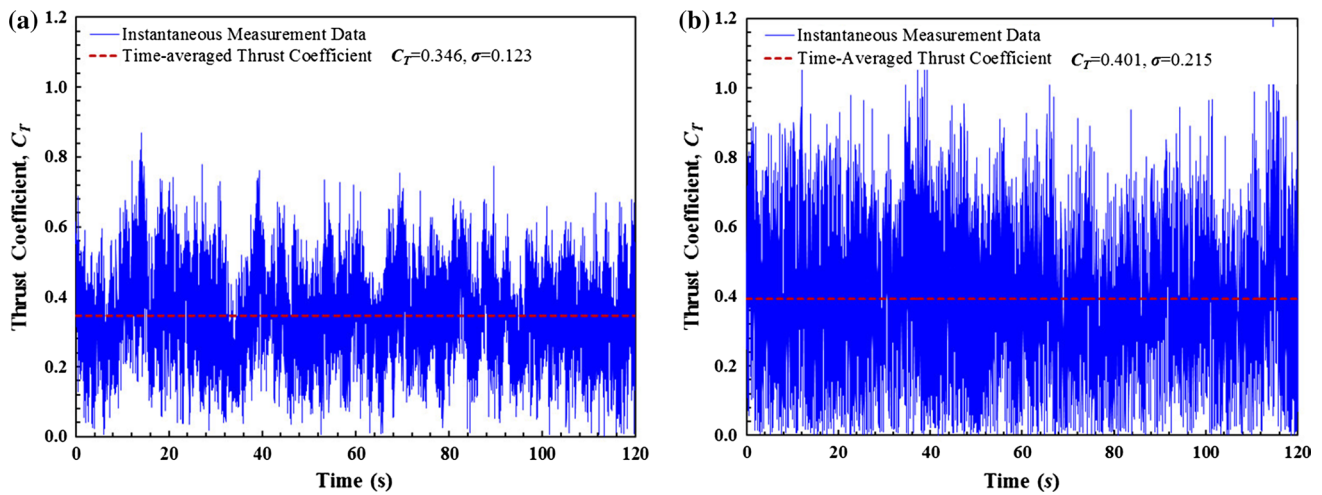 (a)
1.2
1.0
0.8
0.6
0.4
0.2
0.0
Thrust Coefficient, CT
Instantaneous Measurement Data
Time-averaged Thrust Coefficient CT=0.346, σ=0.123
0 20 40 60 80 100 120
Time (s)
(b)
1.2
1.0
0.8
0.6
0.4
0.2
0.0
Thrust Coefficient, CT
Instantaneous Measurement Data
Time-Averaged Thrust Coefficient CT=0.401, σ=0.215
0 20 40 60 80 100 120
Time (s)